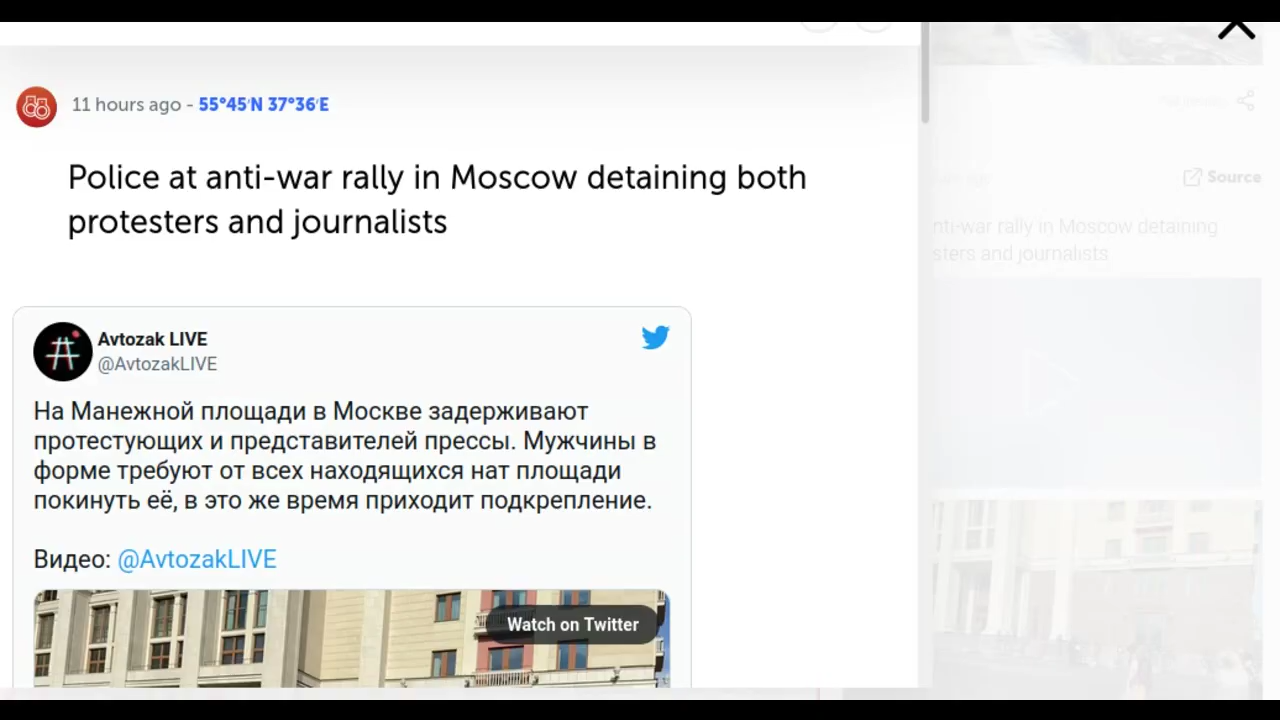 11 hours ago - 55°45′N 37°36′E
Police at anti-war rally in Moscow detaining both
protesters and journalists
Avtozak LIVE
@AvtozakLIVE
На Манежной площади в Москве задерживают
протестующих и представителей прессы. Мужчины в
форме требуют от всех находящихся нат площади
покинуть её, в это же время приходит подкрепление.
Видео: @AvtozakLIVE
Watch on Twitter
Source
nti-war rally in Moscow detaining
sters and journalists